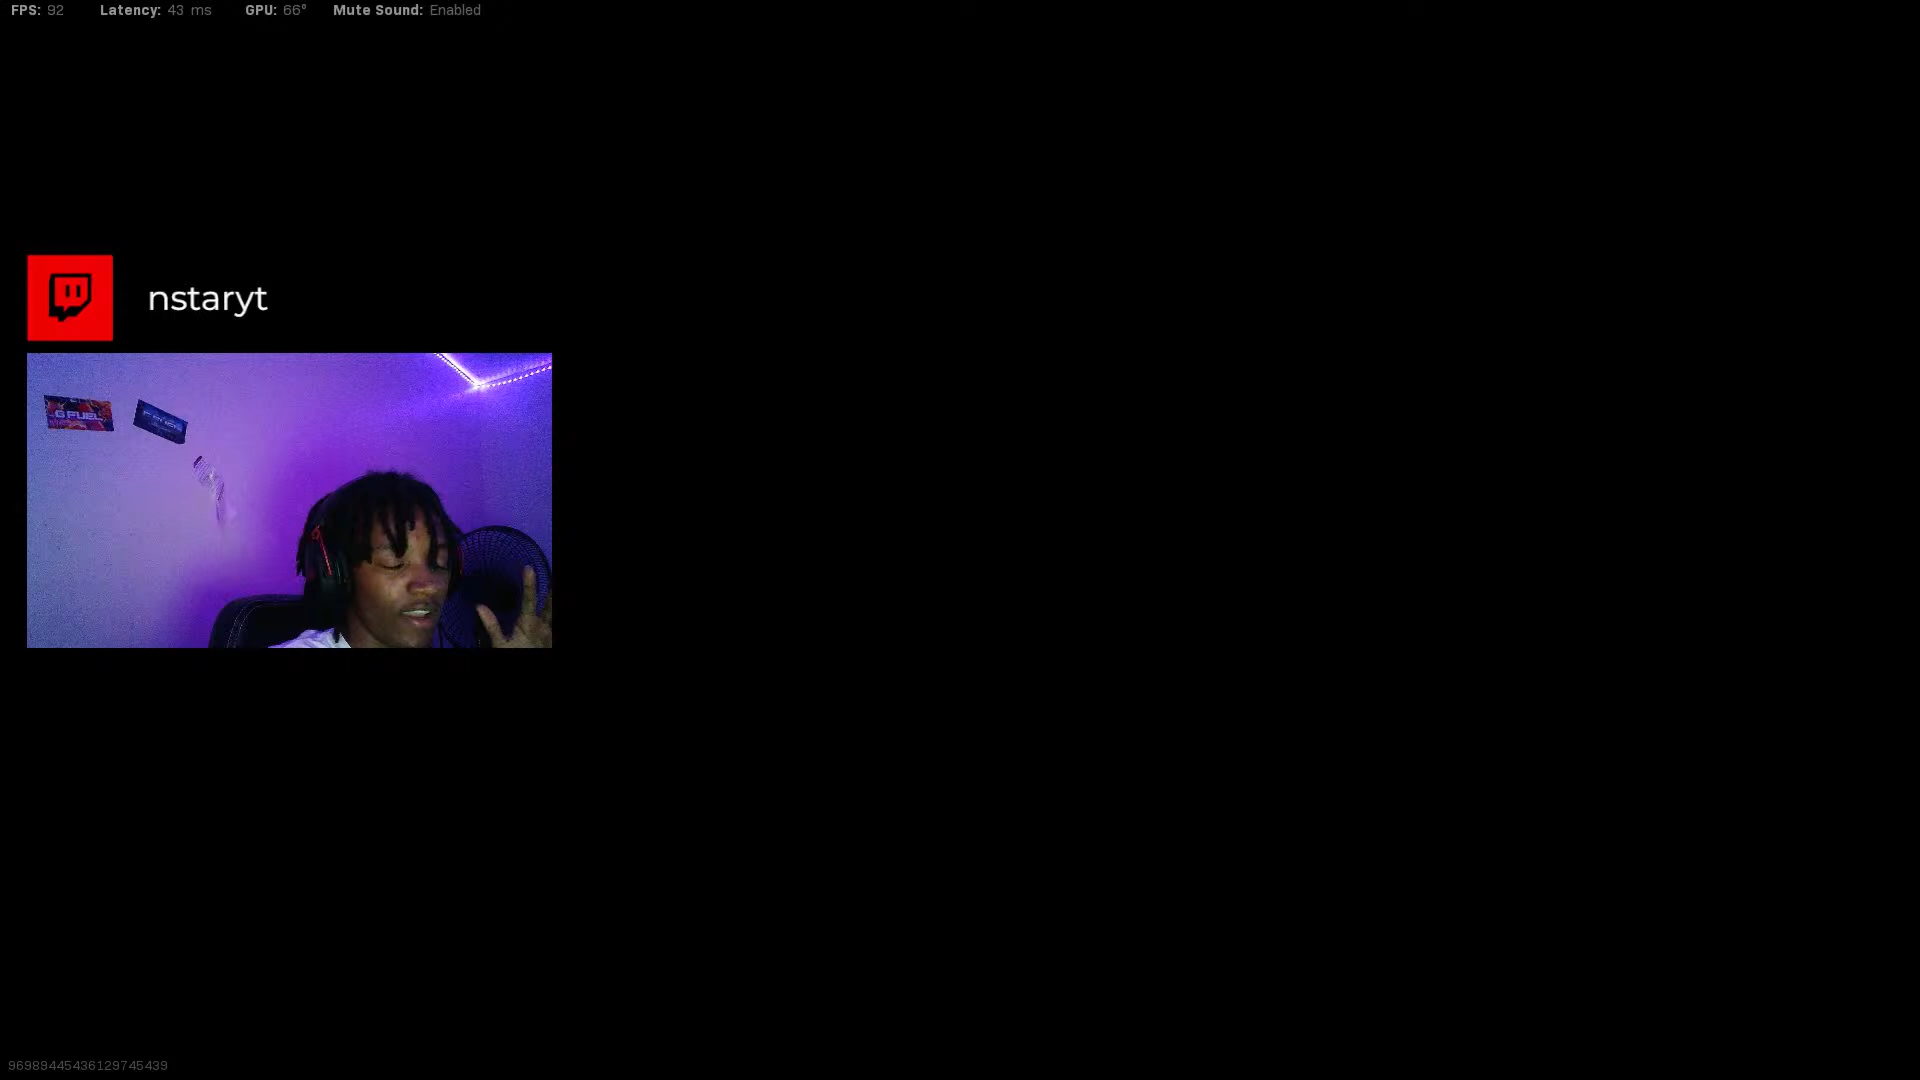 FPS: 92 Latency: 43 ms GPU: 66° Mute Sound: Enabled
nstaryt
G FUEL
96989445436129745439